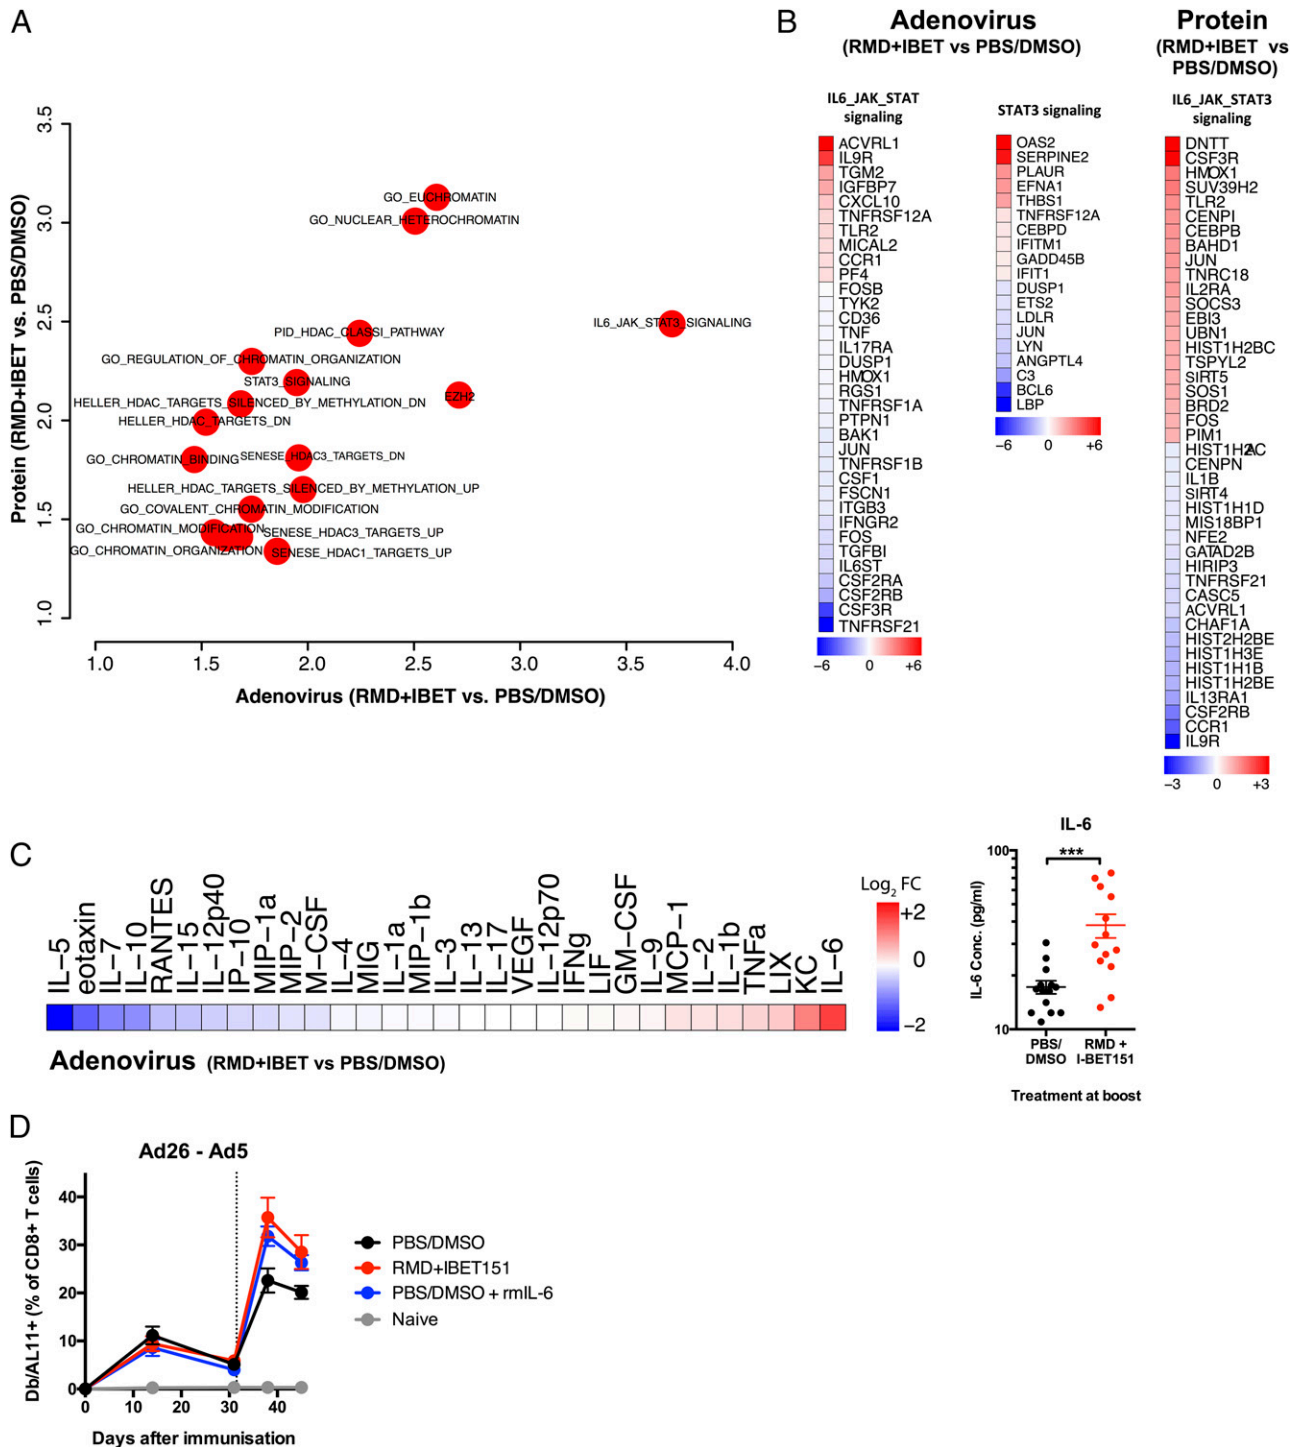 A
Protein (RMD+IBET vs. PBS/DMSO)
3.5
3.0
2.5
2.0
1.5
1.0
GO_EUCHROMATIN
GO_NUCLEAR_HETEROCHROMATIN
IL6_JAK_STAT3_SIGNALING
PID_HDAC_CLASSI_PATHWAY
GO_REGULATION_OF_CHROMATIN_ORGANIZATION
STAT3_SIGNALING
EZH2
HELLER_HDAC_TARGETS_SILENCED_BY_METHYLATION_DN
HELLER_HDAC_TARGETS_DN
GO_CHROMATIN_BINDING
SENESE_HDAC3_TARGETS_DN
HELLER_HDAC_TARGETS_SILENCED_BY_METHYLATION_UP
GO_COVALENT_CHROMATIN_MODIFICATION
GO_CHROMATIN_MODIFICATION
SENESE_HDAC3_TARGETS_UP
GO_CHROMATIN_ORGANIZATION
SENESE_HDAC1_TARGETS_UP
1.0 1.5 2.0 2.5 3.0 3.5 4.0
Adenovirus (RMD+IBET vs. PBS/DMSO)
B
Adenovirus
(RMD+IBET vs PBS/DMSO)
IL6_JAK_STAT
signaling
ACVRL1
IL9R
TGM2
IGFBP7
CXCL10
TNFRSF12A
TLR2
MICAL2
CCR1
PF4
FOSB
TYK2
CD36
TNF
IL17RA
DUSP1
HMOX1
RGS1
TNFRSF1A
PTPN1
BAK1
JUN
TNFRSF1B
CSF1
FSCN1
ITGB3
IFNGR2
FOS
TGFBI
IL6ST
CSF2RA
CSF2RB
CSF3R
TNFRSF21
−6 0 +6
STAT3 signaling
OAS2
SERPINE2
PLAUR
EFNA1
THBS1
TNFRSF12A
CEBPD
IFITM1
GADD45B
IFIT1
DUSP1
ETS2
LDLR
JUN
LYN
ANGPTL4
C3
BCL6
LBP
−6 0 +6
Protein
(RMD+IBET vs
PBS/DMSO)
IL6_JAK_STAT3
signaling
DNTT
CSF3R
HMOX1
SUV39H2
TLR2
CENPI
CEBPB
BAHD1
JUN
TNRC18
IL2RA
SOCS3
EBI3
UBN1
HIST1H2BC
TSPYL2
SIRT5
SOS1
BRD2
FOS
PIM1
HIST1H2AC
CENPN
IL1B
SIRT4
HIST1H1D
MIS18BP1
NFE2
GATAD2B
HIRIP3
TNFRSF21
CASC5
ACVRL1
CHAF1A
HIST2H2BE
HIST1H3E
HIST1H1B
HIST1H2BE
IL13RA1
CSF2RB
CCR1
IL9R
−3 0 +3
C
IL-5
eotaxin
IL-7
IL-10
RANTES
IL-15
IL-12p40
IP-10
MIP-1a
MIP-2
M-CSF
IL-4
MIG
IL-1a
MIP-1b
IL-3
IL-13
IL-17
VEGF
IL-12p70
IFNg
LIF
GM-CSF
IL-9
MCP-1
IL-2
IL-1b
TNFa
LIX
KC
IL-6
Log2 FC
+2
0
−2
Adenovirus (RMD+IBET vs PBS/DMSO)
IL-6
***
IL-6 Conc. (pg/ml)
100
10
PBS/
DMSO
RMD +
I-BET151
Treatment at boost
D
Ad26 - Ad5
Db/AL11+ (% of CD8+ T cells)
40
30
20
10
0
0 10 20 30 40
Days after immunisation
PBS/DMSO
RMD+IBET151
PBS/DMSO + rmIL-6
Naive